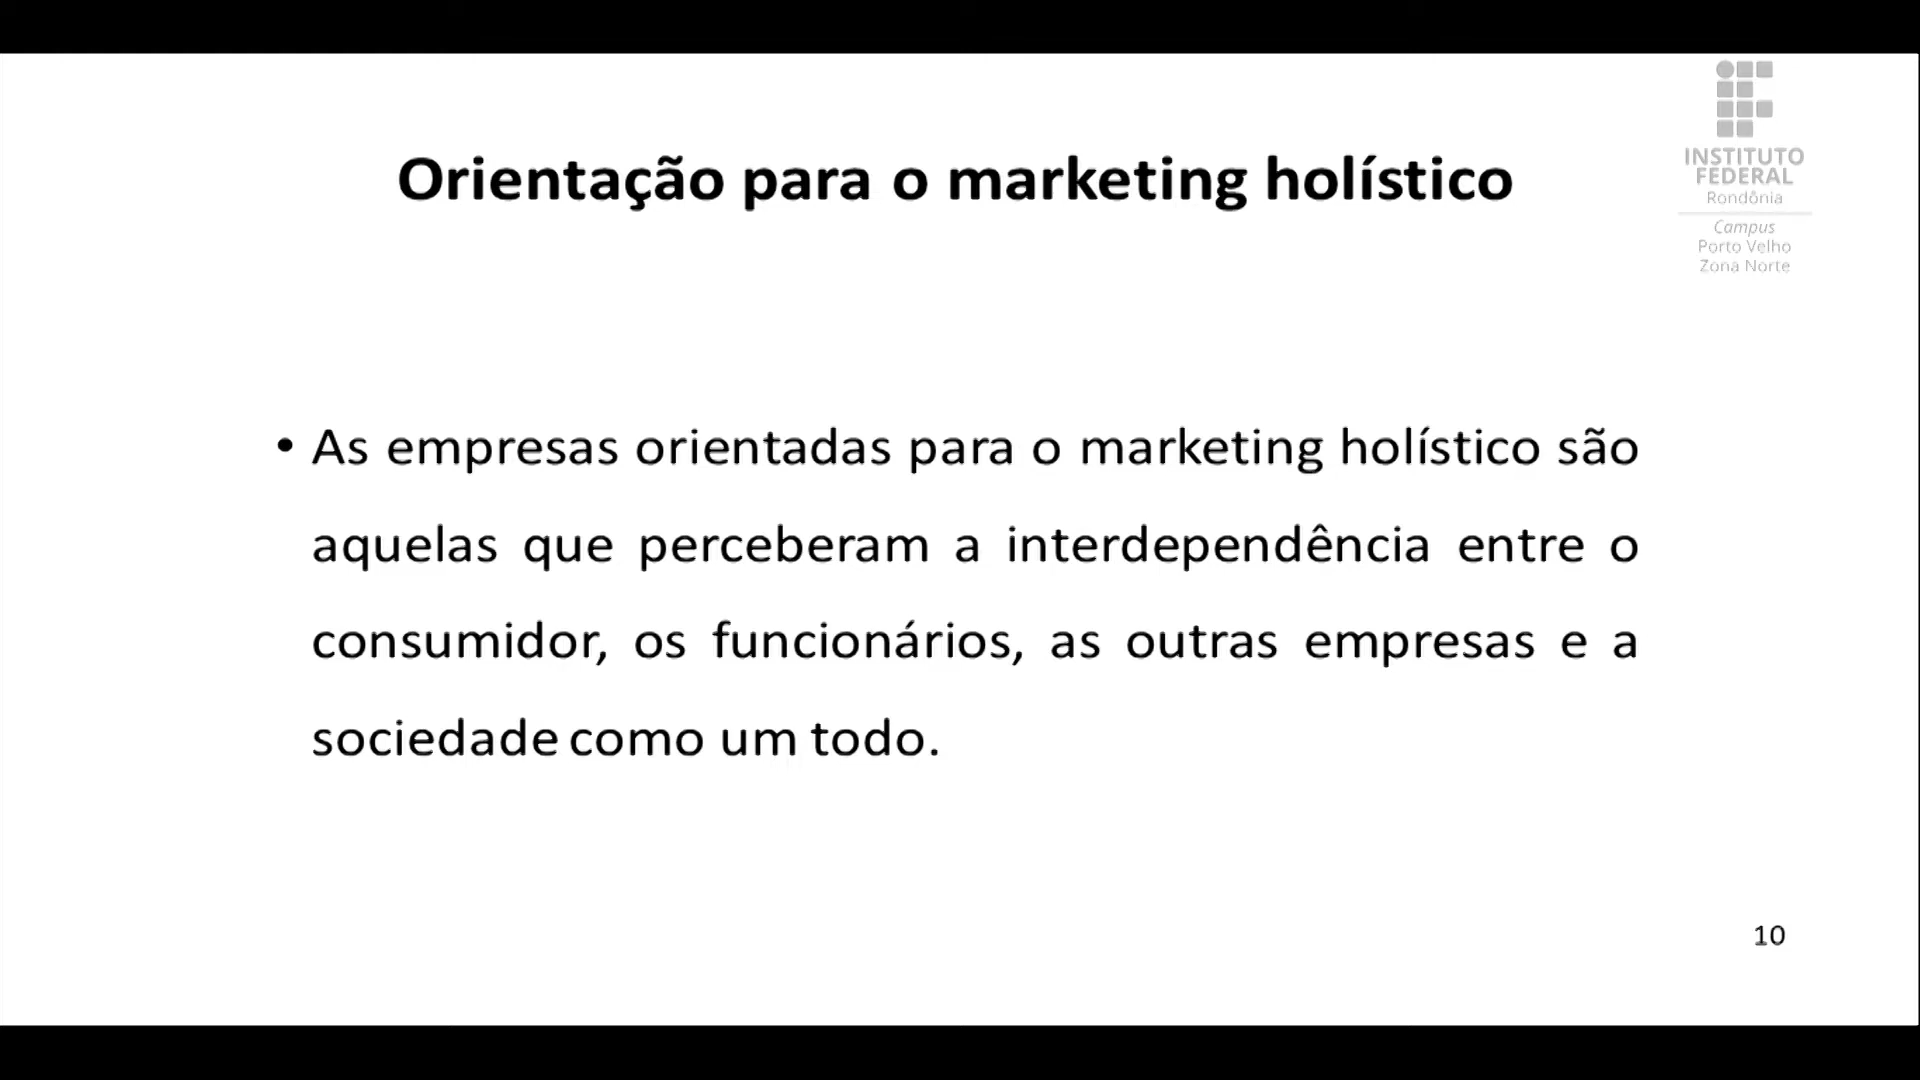 Orientação para o marketing holístico
INSTITUTO
FEDERAL
Rondônia
Campus
Porto Velho
Zona Norte
• As empresas orientadas para o marketing holístico são
aquelas que perceberam a interdependência entre o
consumidor, os funcionários, as outras empresas e a
sociedade como um todo.
10